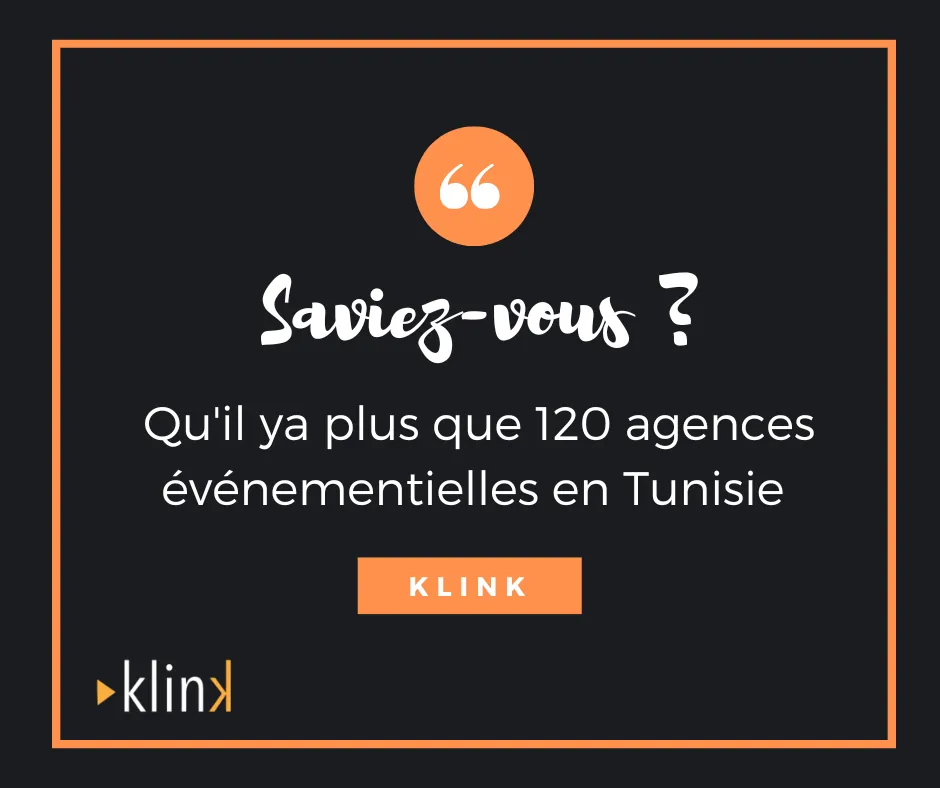 Saviez-vous ?
Qu'il ya plus que 120 agences
événementielles en Tunisie
KLINK
klink